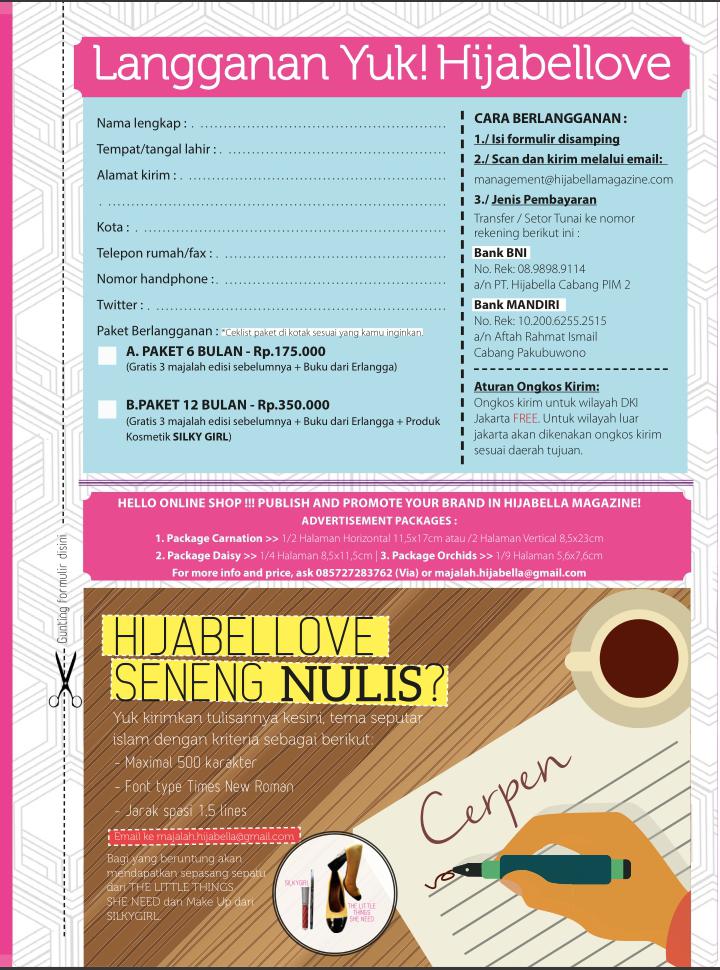 Langganan Yuk! Hijabellove
Nama lengkap :
Tempat/tangal lahir :
Alamat kirim :
Kota :
Telepon rumah/fax :
Nomor handphone :
Twitter :
Paket Berlangganan : *Ceklist paket di kotak sesuai yang kamu inginkan.
A. PAKET 6 BULAN - Rp.175.000
(Gratis 3 majalah edisi sebelumnya + Buku dari Erlangga)
B.PAKET 12 BULAN - Rp.350.000
(Gratis 3 majalah edisi sebelumnya + Buku dari Erlangga + Produk
Kosmetik SILKY GIRL)
CARA BERLANGGANAN :
1./ Isi formulir disamping
2./ Scan dan kirim melalui email:
management@hijabellamagazine.com
3./ Jenis Pembayaran
Transfer / Setor Tunai ke nomor
rekening berikut ini :
Bank BNI
No. Rek: 08.9898.9114
a/n PT. Hijabella Cabang PIM 2
Bank MANDIRI
No. Rek: 10.200.6255.2515
a/n Aftah Rahmat Ismail
Cabang Pakubuwono
Aturan Ongkos Kirim:
Ongkos kirim untuk wilayah DKI
Jakarta FREE. Untuk wilayah luar
jakarta akan dikenakan ongkos kirim
sesuai daerah tujuan.
HELLO ONLINE SHOP !!! PUBLISH AND PROMOTE YOUR BRAND IN HIJABELLA MAGAZINE!
ADVERTISEMENT PACKAGES :
1. Package Carnation >> 1/2 Halaman Horizontal 11,5x17cm atau /2 Halaman Vertical 8,5x23cm
2. Package Daisy >> 1/4 Halaman 8,5x11,5cm | 3. Package Orchids >> 1/9 Halaman 5,6x7,6cm
For more info and price, ask 085727283762 (Via) or majalah.hijabella@gmail.com
Gunting formulir disini
HIJABELLOVE
SENENG NULIS?
Yuk kirimkan tulisannya kesini, tema seputar
islam dengan kriteria sebagai berikut:
- Maximal 500 karakter
- Font type Times New Roman
- Jarak spasi 1.5 lines
Email ke majalah.hijabella@gmail.com
Bagi yang beruntung akan
mendapatkan sepasang sepatu
dari THE LITTLE THINGS
SHE NEED dan Make Up dari
SILKYGIRL.
SILKYGIRL
THE LITTLE
THINGS
SHE NEED
Cerpen